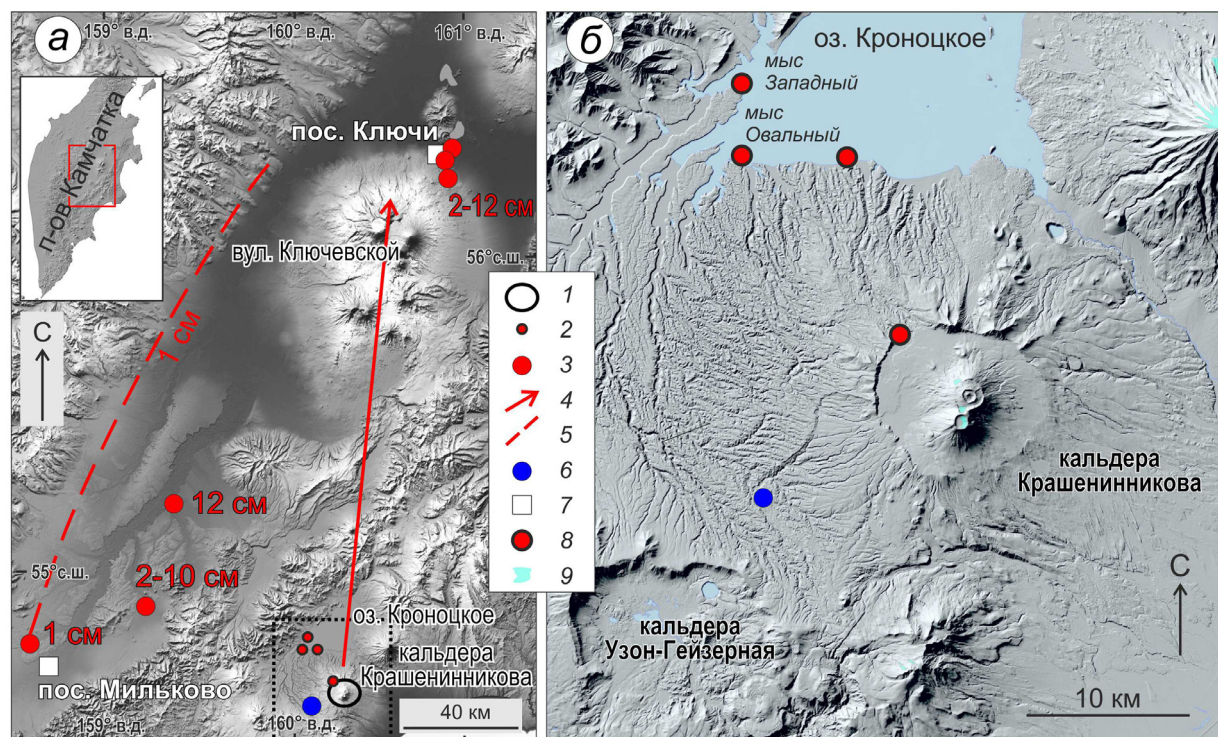 а
159° в.д.
160° в.д.
161° в.д.
п-ов Камчатка
пос. Ключи
2-12 см
вул. Ключевской
56°с.ш.
1 см
С
12 см
2-10 см
55°с.ш.
1 см
пос. Мильково
оз. Кроноцкое
кальдера
Крашенинникова
159° в.д.
160° в.д.
40 км
1
2
3
4
5
6
7
8
9
б
оз. Кроноцкое
мыс
Западный
мыс
Овальный
кальдера
Крашенинникова
кальдера
Узон-Гейзерная
С
10 км